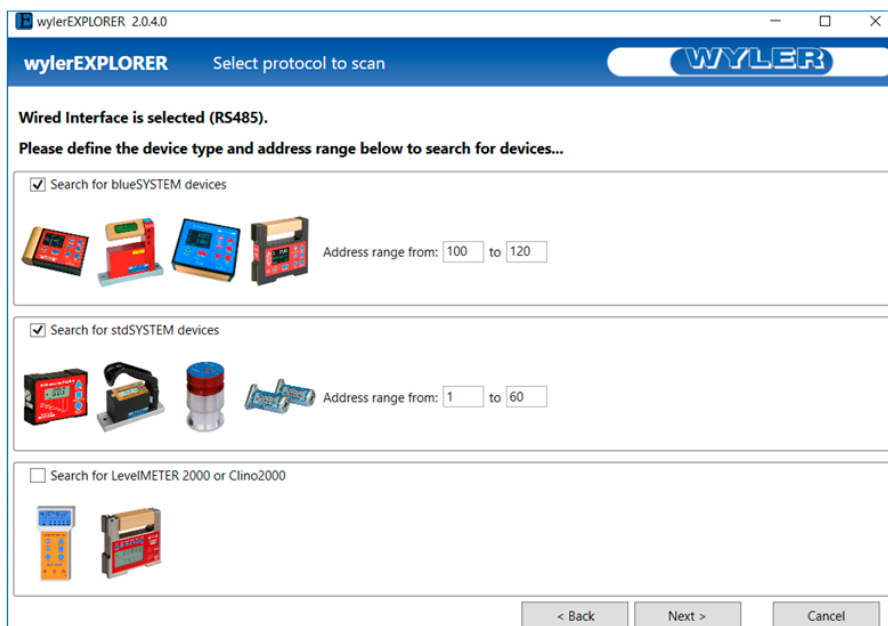 wylerEXPLORER 2.0.4.0
wylerEXPLORER Select protocol to scan WYLER
Wired Interface is selected (RS485).
Please define the device type and address range below to search for devices...
Search for blueSYSTEM devices
Address range from: 100 to 120
Search for stdSYSTEM devices
Address range from: 1 to 60
Search for LevelMETER 2000 or Clino2000
< Back Next > Cancel